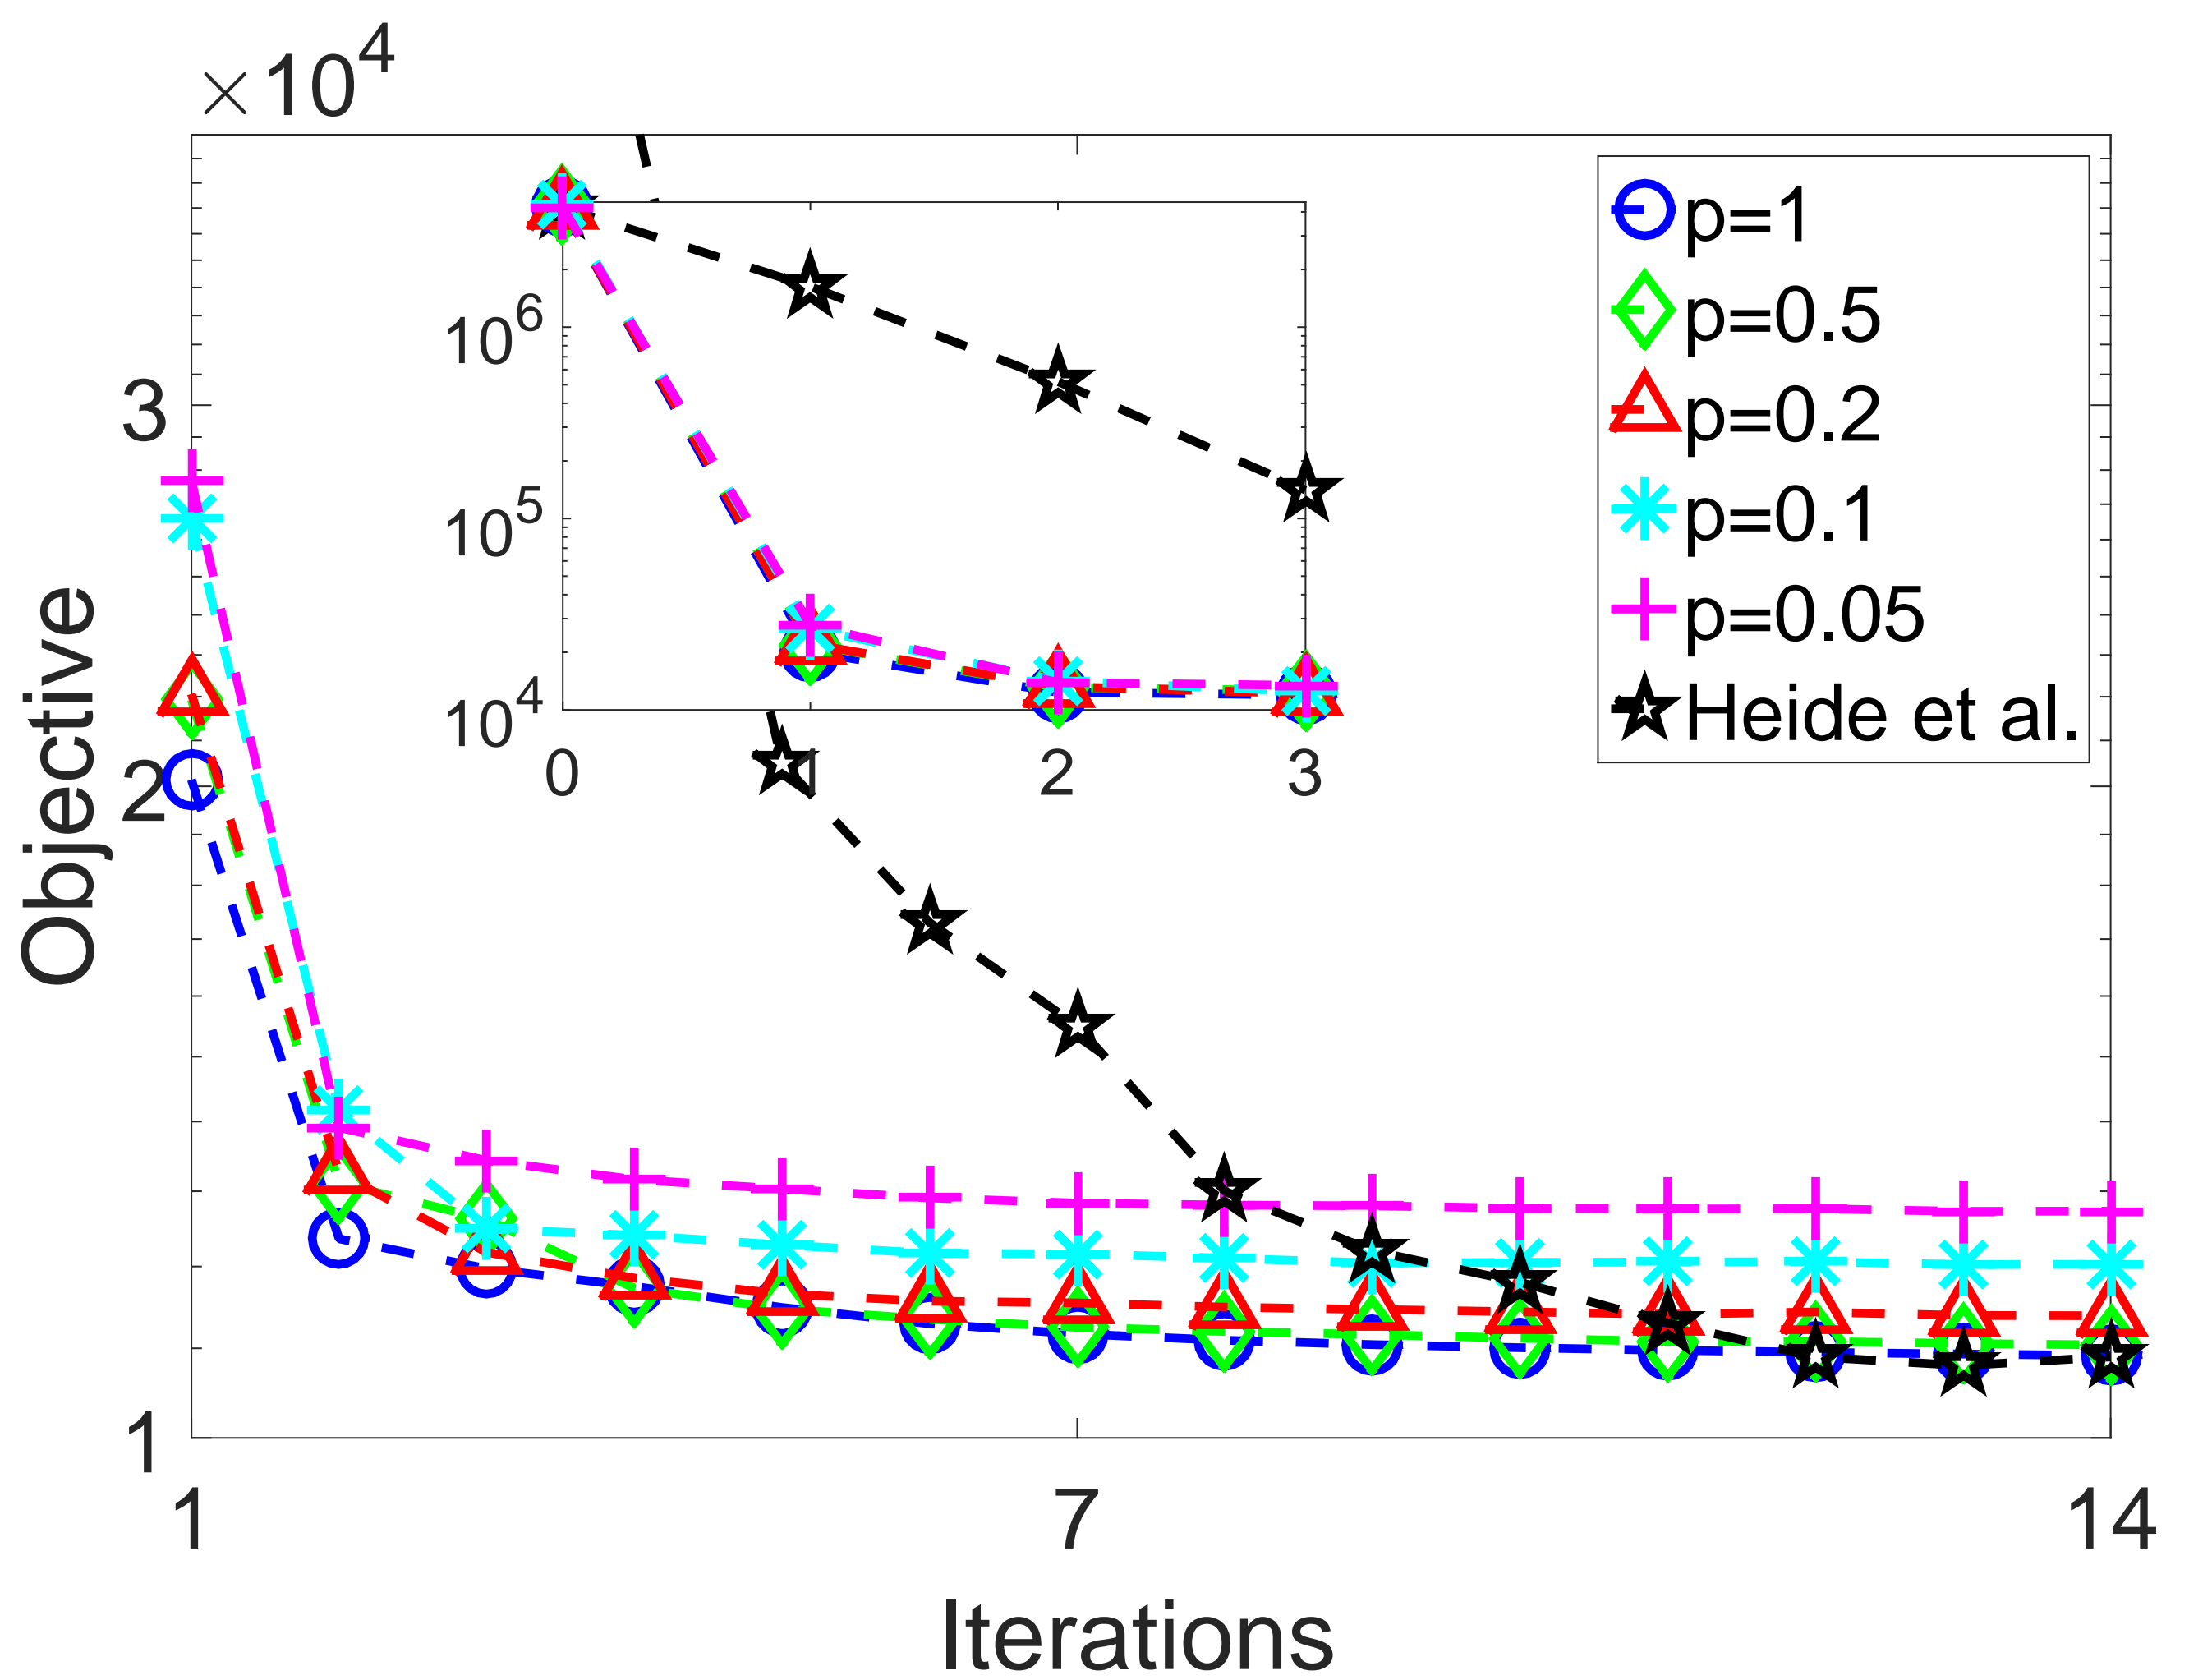 ×10^4
3
2
1
Objective
10^6
10^5
10^4
0 1 2 3
p=1
p=0.5
p=0.2
p=0.1
p=0.05
Heide et al.
1 7 14
Iterations